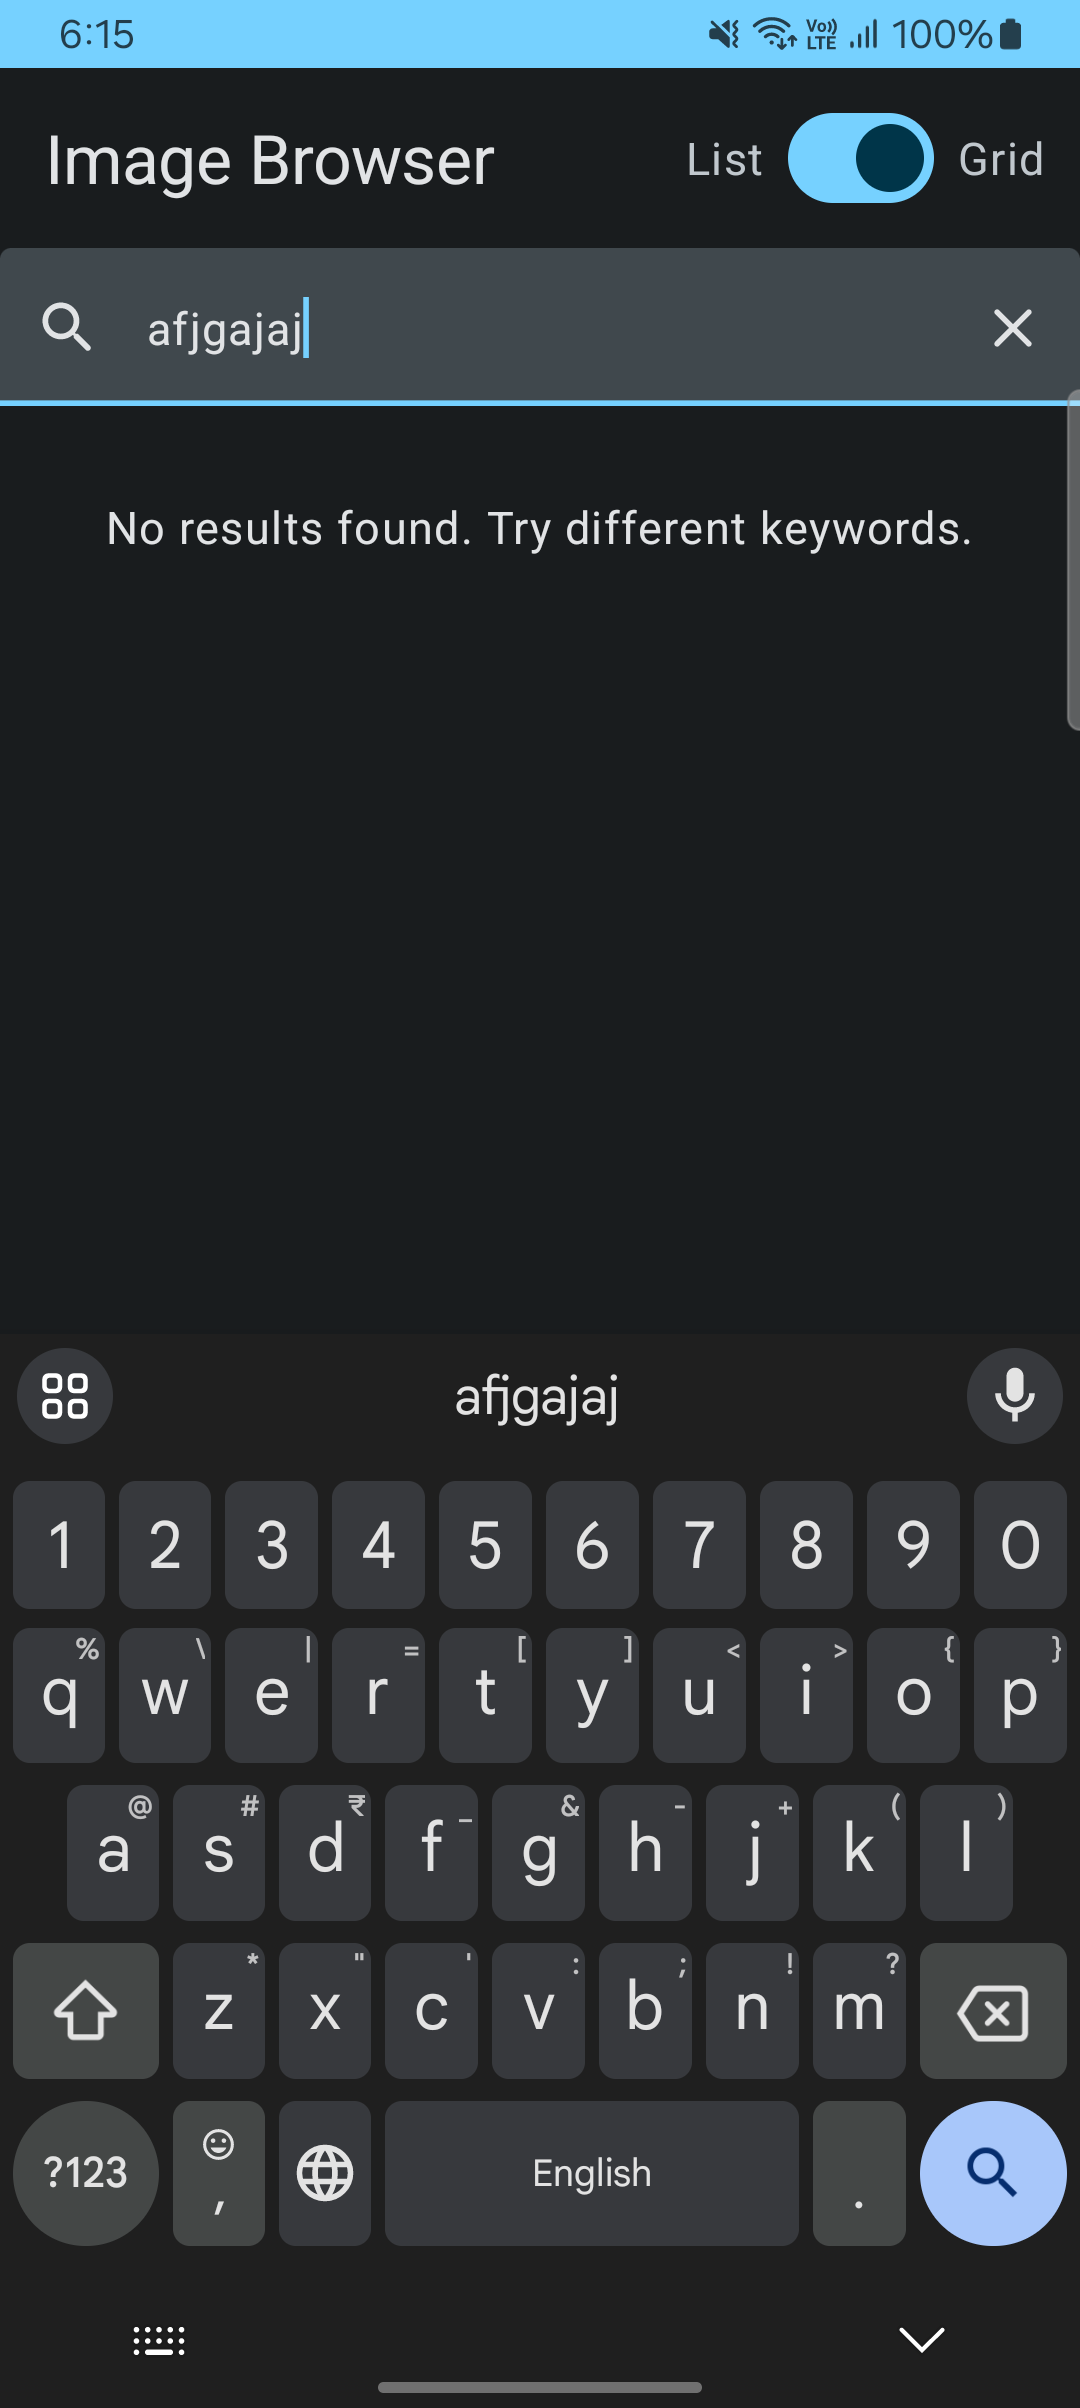 6:15 Vo)) LTE 100%
Image Browser List Grid
afjgajaj
No results found. Try different keywords.
afjgajaj
1 2 3 4 5 6 7 8 9 0
% \ | = [ ] < > { }
q w e r t y u i o p
@ # ₹ _ & - + ( )
a s d f g h j k l
* " ' : ; ! ?
z x c v b n m
?123 , English .